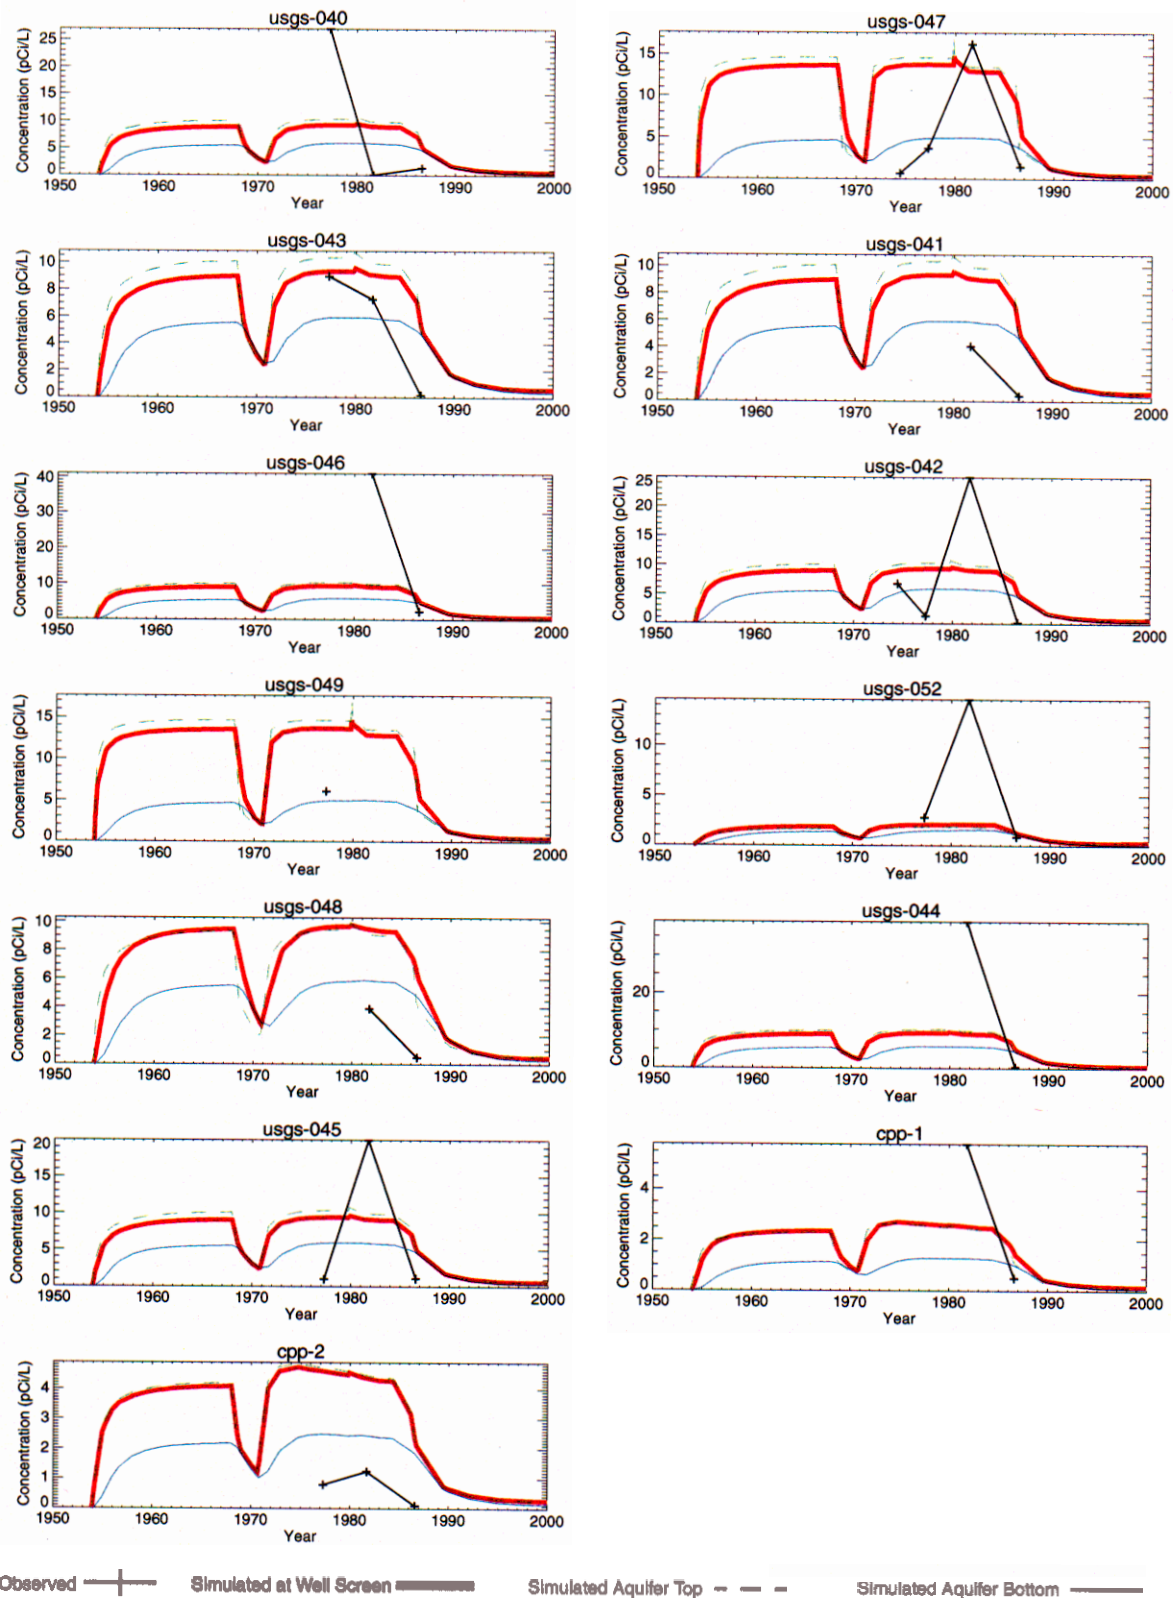 usgs-040
Concentration (pCi/L)
25
20
15
10
5
0
1950 1960 1970 1980 1990 2000
Year
usgs-047
Concentration (pCi/L)
15
10
5
0
1950 1960 1970 1980 1990 2000
Year
usgs-043
Concentration (pCi/L)
10
8
6
4
2
0
1950 1960 1970 1980 1990 2000
Year
usgs-041
Concentration (pCi/L)
10
8
6
4
2
0
1950 1960 1970 1980 1990 2000
Year
usgs-046
Concentration (pCi/L)
40
30
20
10
0
1950 1960 1970 1980 1990 2000
Year
usgs-042
Concentration (pCi/L)
25
20
15
10
5
0
1950 1960 1970 1980 1990 2000
Year
usgs-049
Concentration (pCi/L)
15
10
5
0
1950 1960 1970 1980 1990 2000
Year
usgs-052
Concentration (pCi/L)
10
5
0
1950 1960 1970 1980 1990 2000
Year
usgs-048
Concentration (pCi/L)
10
8
6
4
2
0
1950 1960 1970 1980 1990 2000
Year
usgs-044
Concentration (pCi/L)
20
10
0
1950 1960 1970 1980 1990 2000
Year
usgs-045
Concentration (pCi/L)
20
15
10
5
0
1950 1960 1970 1980 1990 2000
Year
cpp-1
Concentration (pCi/L)
4
2
0
1950 1960 1970 1980 1990 2000
Year
cpp-2
Concentration (pCi/L)
4
3
2
1
0
1950 1960 1970 1980 1990 2000
Year
Observed Simulated at Well Screen Simulated Aquifer Top Simulated Aquifer Bottom